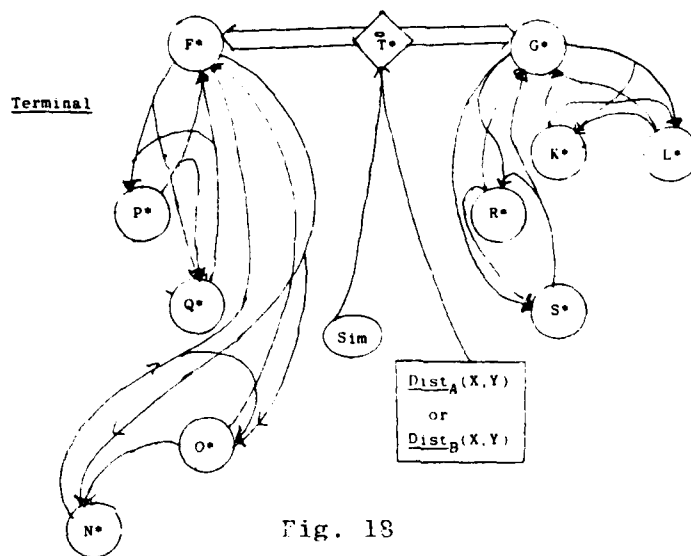 F*
T̄*
G*
Terminal
K*
L*
P*
R*
Q*
S*
Sim
Dist_A(X,Y)
or
Dist_B(X,Y)
O*
N*
Fig. 18